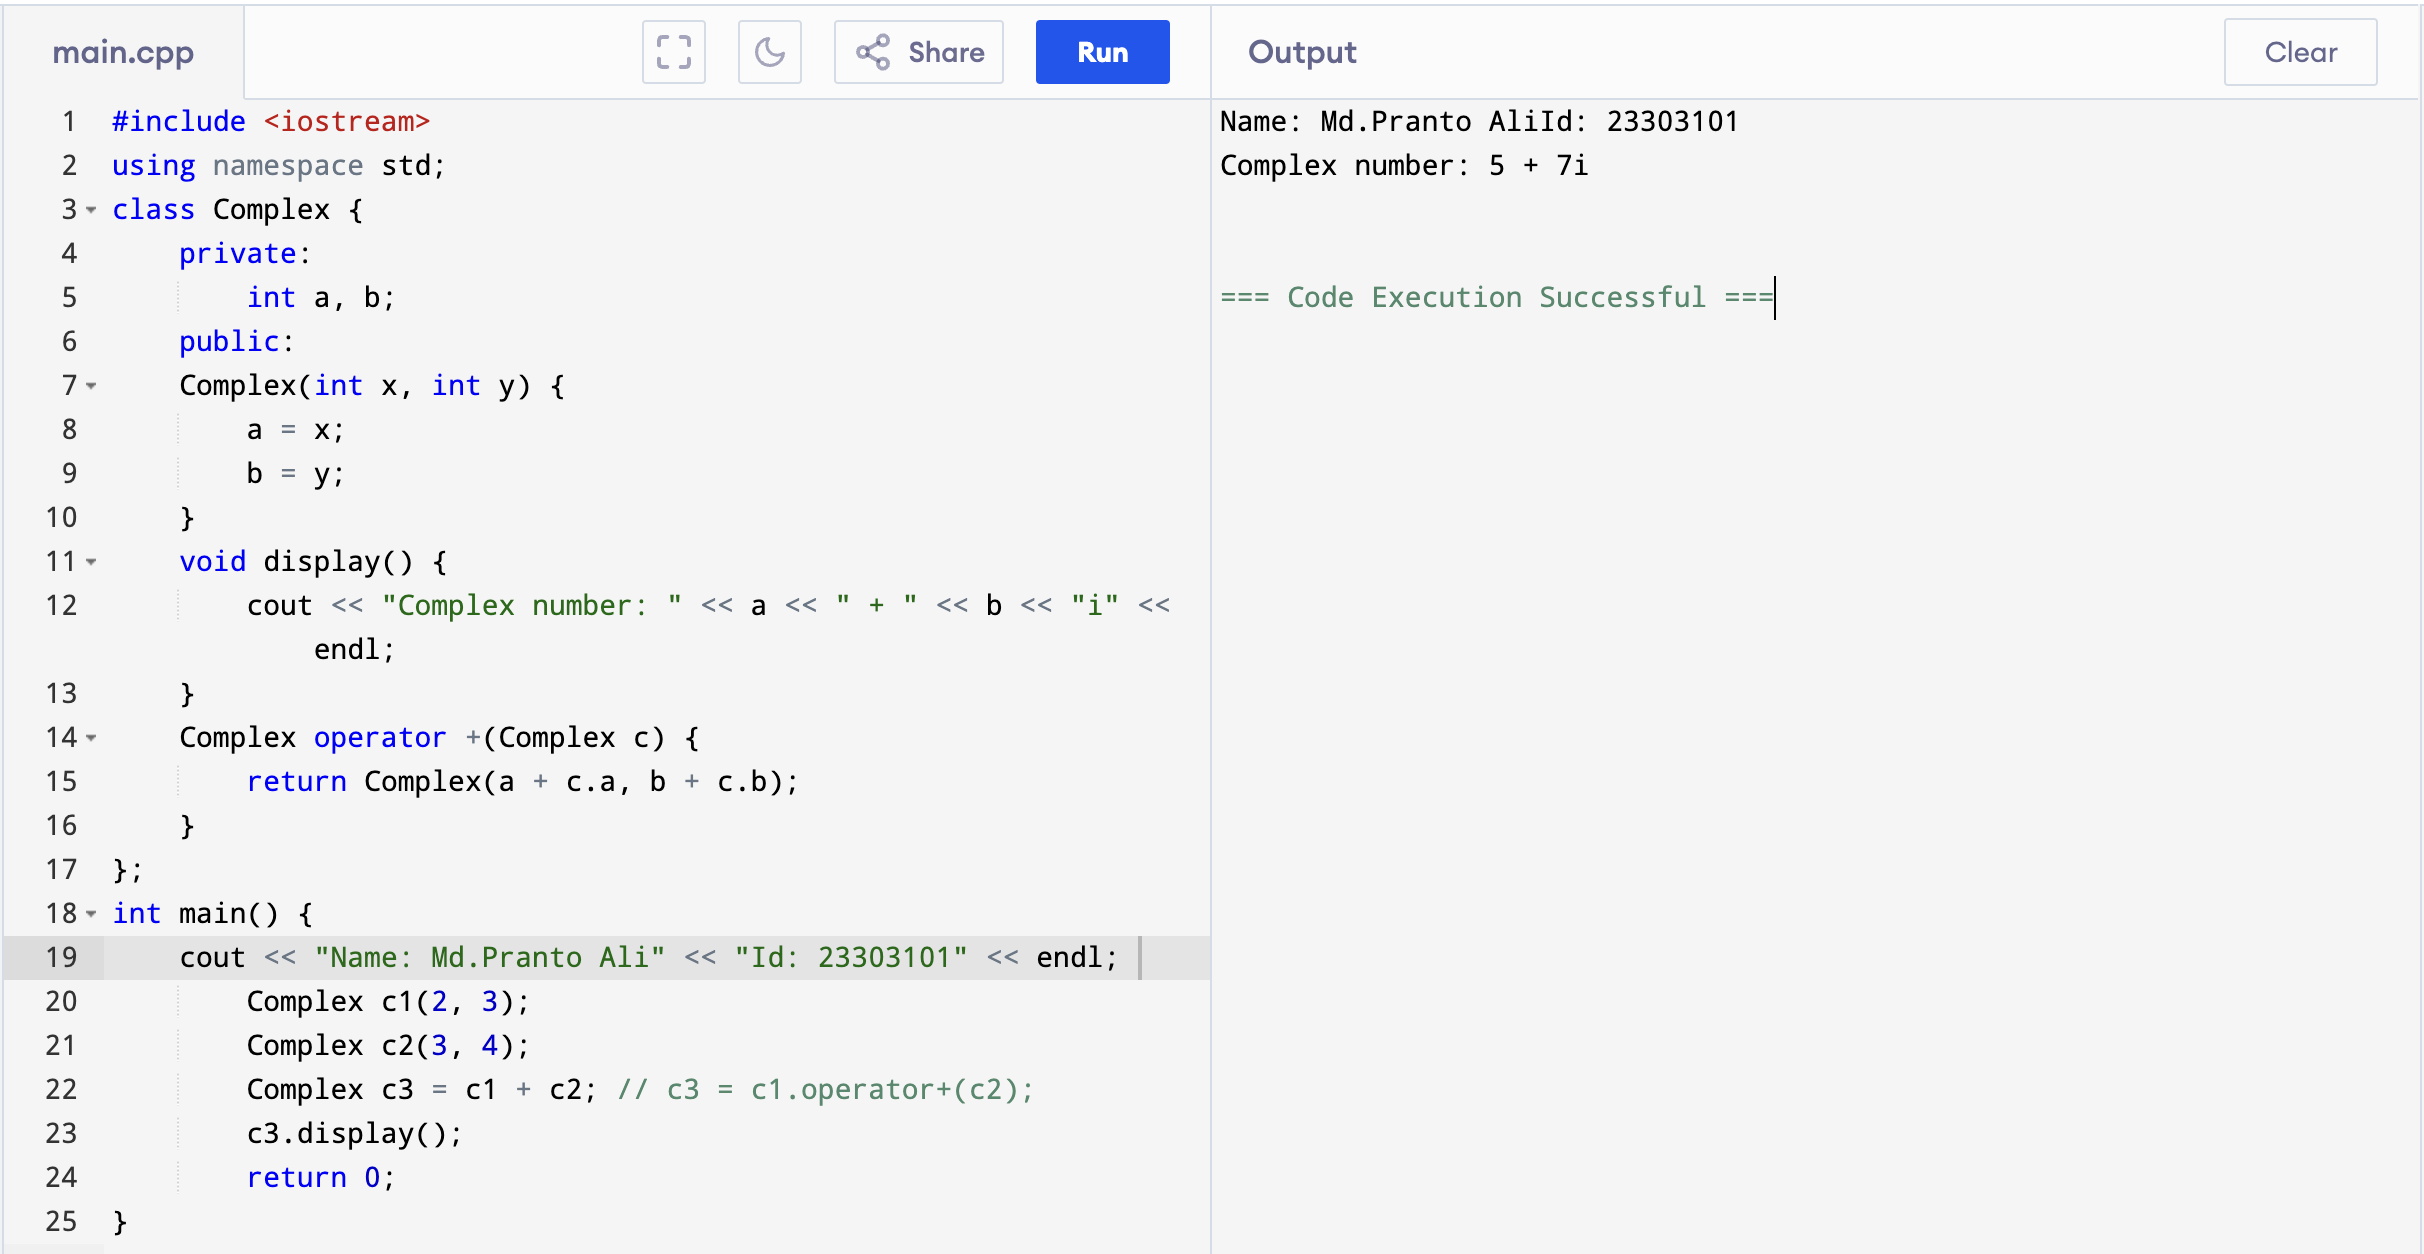 main.cpp
Share
Run
Output
Clear
1 #include <iostream>
2 using namespace std;
3 class Complex {
4     private:
5         int a, b;
6     public:
7     Complex(int x, int y) {
8         a = x;
9         b = y;
10     }
11     void display() {
12         cout << "Complex number: " << a << " + " << b << "i" <<
            endl;
13     }
14     Complex operator +(Complex c) {
15         return Complex(a + c.a, b + c.b);
16     }
17 };
18 int main() {
19     cout << "Name: Md.Pranto Ali" << "Id: 23303101" << endl;
20         Complex c1(2, 3);
21         Complex c2(3, 4);
22         Complex c3 = c1 + c2; // c3 = c1.operator+(c2);
23         c3.display();
24         return 0;
25 }
Name: Md.Pranto AliId: 23303101
Complex number: 5 + 7i
=== Code Execution Successful ===